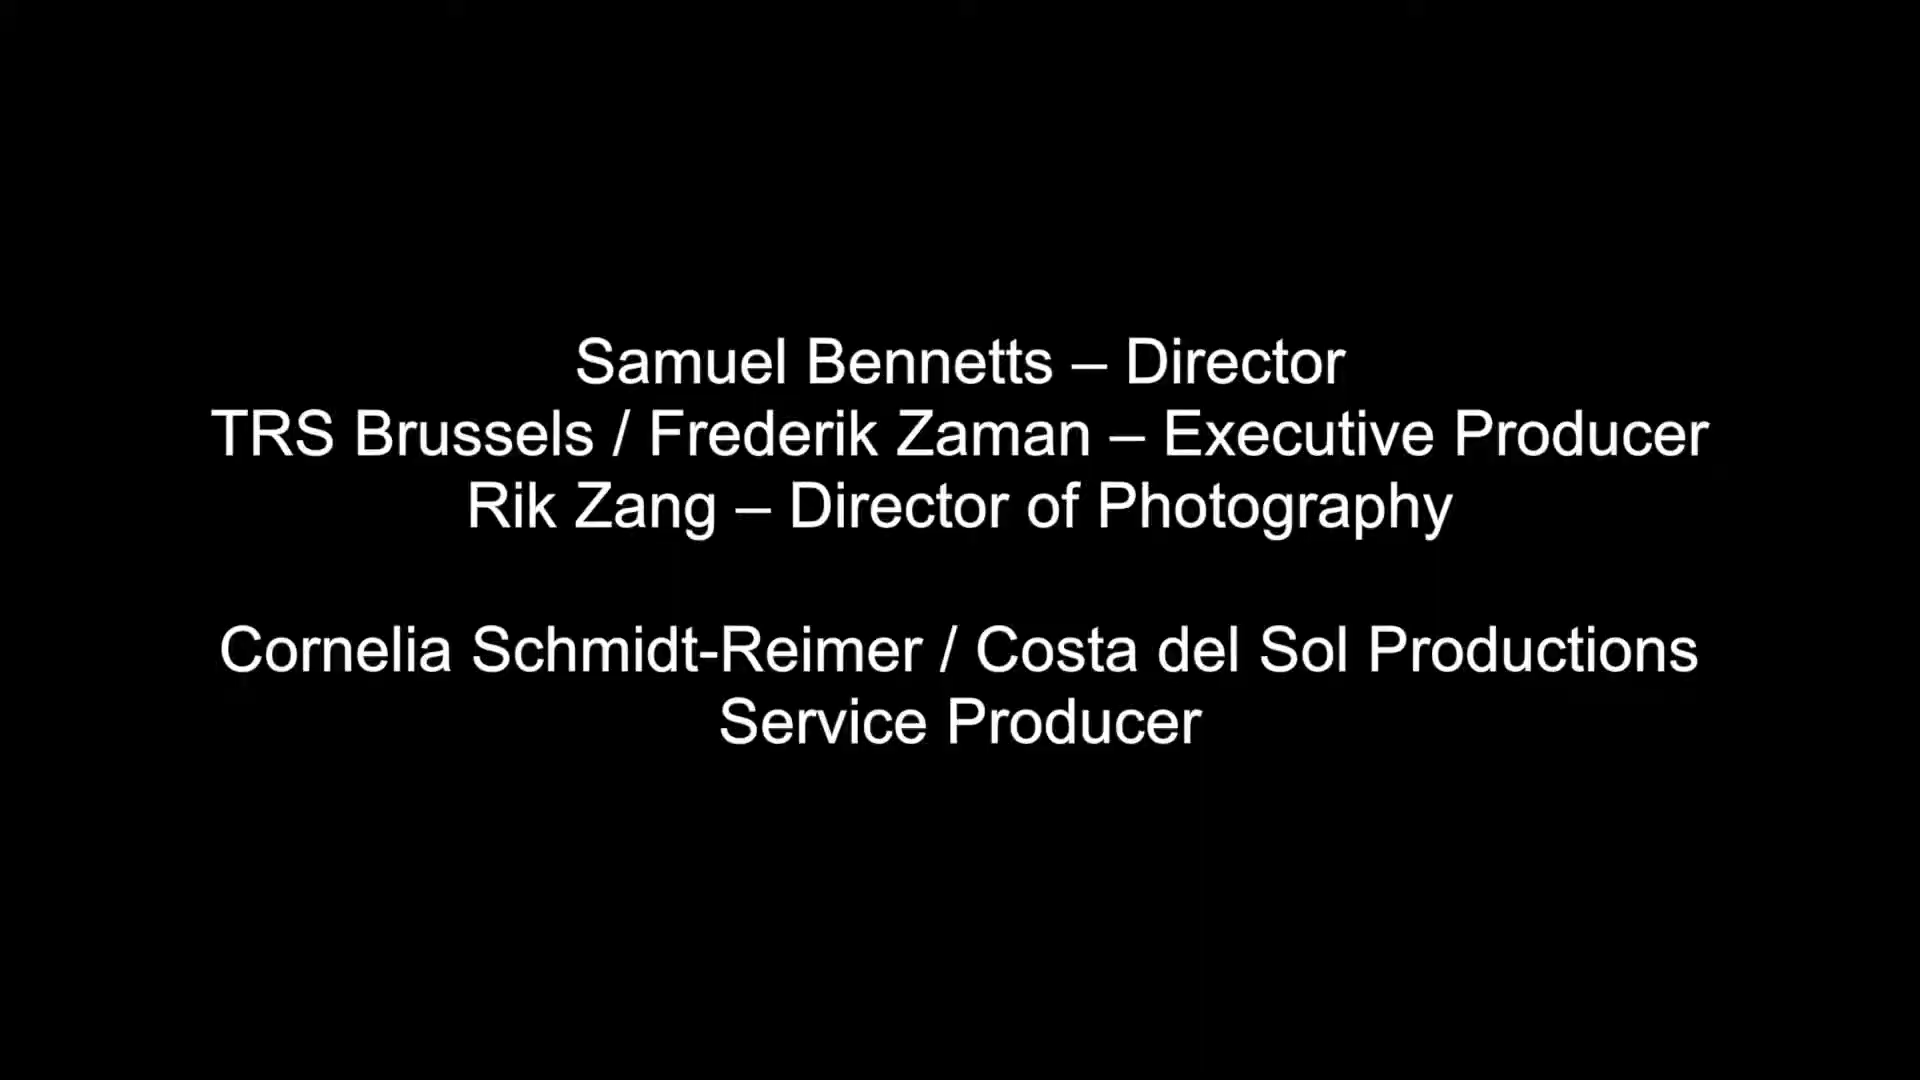 Samuel Bennetts – Director
TRS Brussels / Frederik Zaman – Executive Producer
Rik Zang – Director of Photography
Cornelia Schmidt-Reimer / Costa del Sol Productions
Service Producer